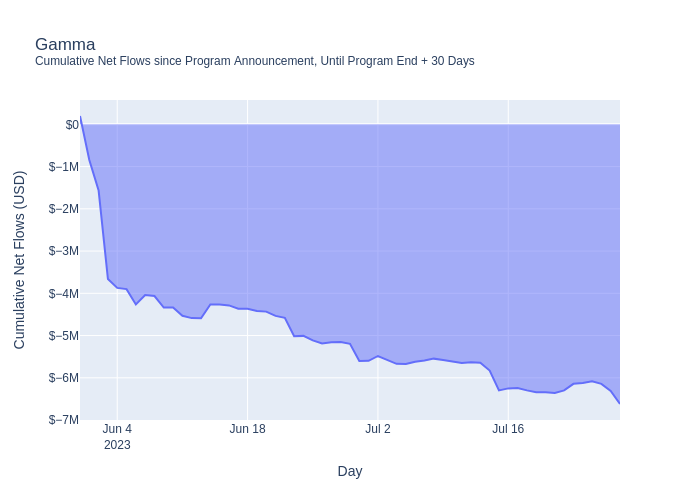 Gamma
Cumulative Net Flows since Program Announcement, Until Program End + 30 Days
Cumulative Net Flows (USD)
$0
$−1M
$−2M
$−3M
$−4M
$−5M
$−6M
$−7M
Jun 4
2023
Jun 18
Jul 2
Jul 16
Day